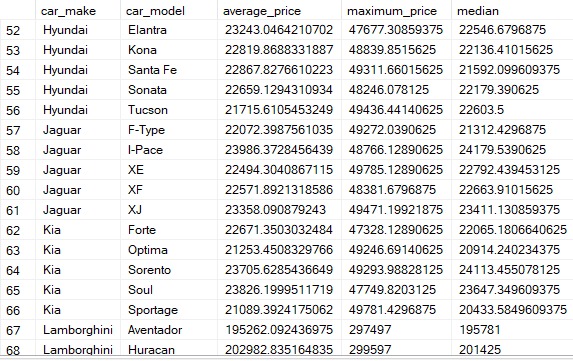 car_make car_model average_price maximum_price median
52 Hyundai Elantra 23243.0464210702 47677.30859375 22546.6796875
53 Hyundai Kona 22819.8688331887 48839.8515625 22136.41015625
54 Hyundai Santa Fe 22867.8276610223 49311.66015625 21592.099609375
55 Hyundai Sonata 22659.1294310934 48246.078125 22179.390625
56 Hyundai Tucson 21715.6105453249 49436.44140625 22603.5
57 Jaguar F-Type 22072.3987561035 49272.0390625 21312.4296875
58 Jaguar I-Pace 23986.3728456439 48766.12890625 24179.5390625
59 Jaguar XE 22494.3040867115 49785.12890625 22792.439453125
60 Jaguar XF 22571.8921318586 48381.6796875 22663.91015625
61 Jaguar XJ 23358.090879243 49471.19921875 23411.130859375
62 Kia Forte 22671.3503032484 47328.12890625 22065.1806640625
63 Kia Optima 21253.4508329766 49246.69140625 20914.240234375
64 Kia Sorento 23705.6285436649 49293.98828125 24113.455078125
65 Kia Soul 23826.1999511719 47749.8203125 23647.349609375
66 Kia Sportage 21089.3924175062 49781.4296875 20433.5849609375
67 Lamborghini Aventador 195262.092436975 297497 195781
68 Lamborghini Huracan 202982.835164835 299597 201425